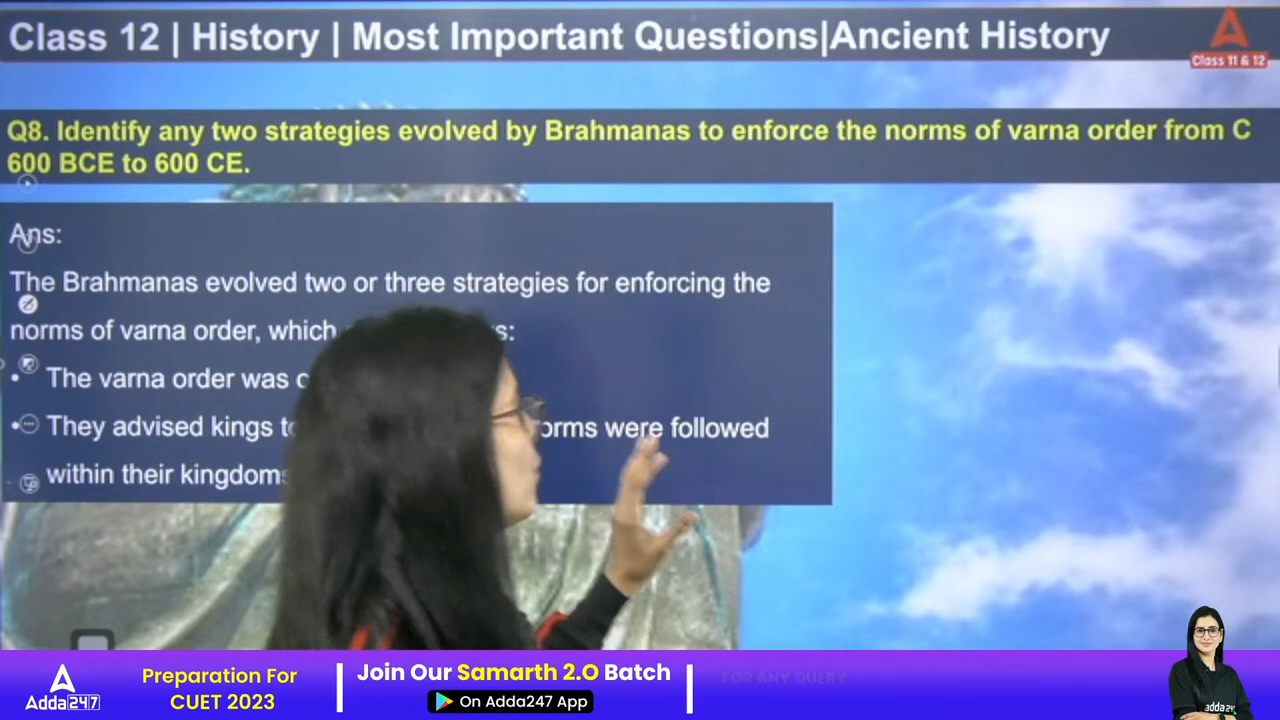 Class 12 | History | Most Important Questions|Ancient History
Class 11 & 12
Q8. Identify any two strategies evolved by Brahmanas to enforce the norms of varna order from C
600 BCE to 600 CE.
Ans:
The Brahmanas evolved two or three strategies for enforcing the
norms of varna order, which
• The varna order was
• They advised kings were followed
within their kingdoms
Adda247
Preparation For
CUET 2023
Join Our Samarth 2.O Batch
On Adda247 App
FOR ANY QUERY
adda 24